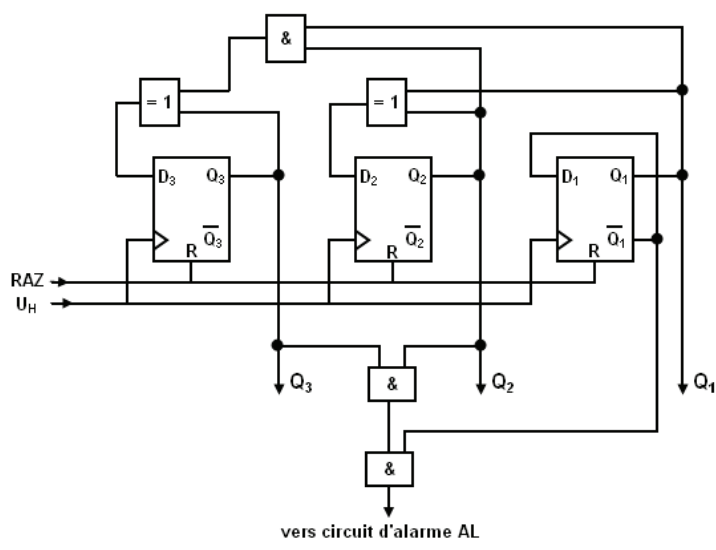 &
= 1
= 1
D₃ Q₃
D₂ Q₂
D₁ Q₁
Q̅₃
Q̅₂
Q̅₁
R
R
R
RAZ
U_H
Q₃
&
Q₂
Q₁
&
vers circuit d'alarme AL